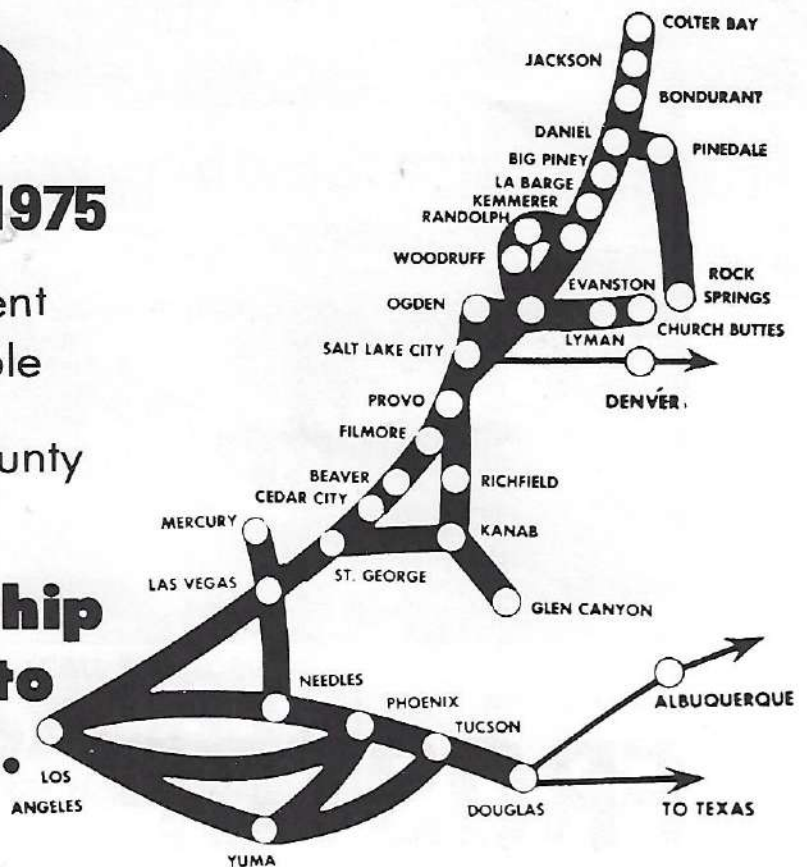 1975
ent
ble
unty
hip
to
.
COLTER BAY
JACKSON
BONDURANT
DANIEL
PINEDALE
BIG PINEY
LA BARGE
KEMMERER
RANDOLPH
WOODRUFF
EVANSTON
ROCK
SPRINGS
OGDEN
LYMAN
CHURCH BUTTES
SALT LAKE CITY
DENVER
PROVO
FILMORE
BEAVER
RICHFIELD
CEDAR CITY
MERCURY
KANAB
ST. GEORGE
LAS VEGAS
GLEN CANYON
NEEDLES
PHOENIX
ALBUQUERQUE
TUCSON
LOS
ANGELES
DOUGLAS
TO TEXAS
YUMA